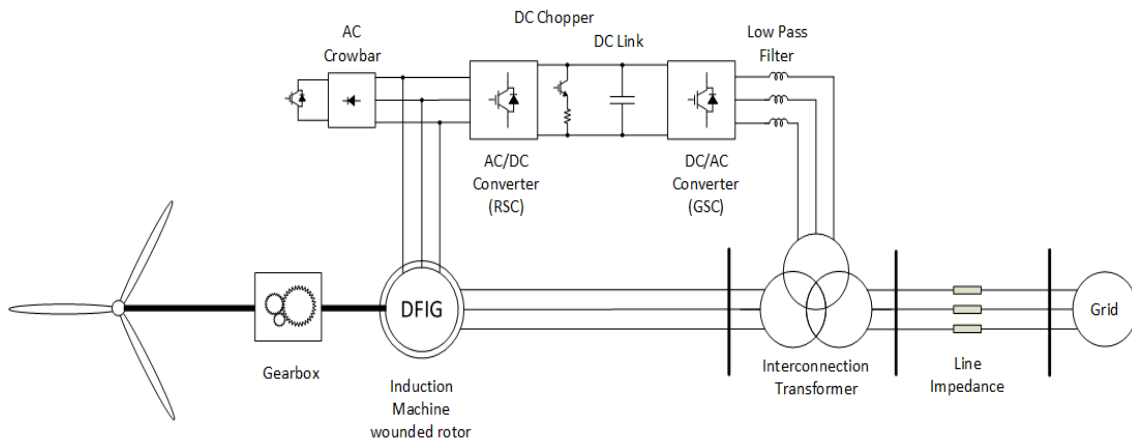 AC
Crowbar
DC Chopper
DC Link
Low Pass
Filter
AC/DC
Converter
(RSC)
DC/AC
Converter
(GSC)
DFIG
Grid
Gearbox
Induction
Machine
wounded rotor
Interconnection
Transformer
Line
Impedance